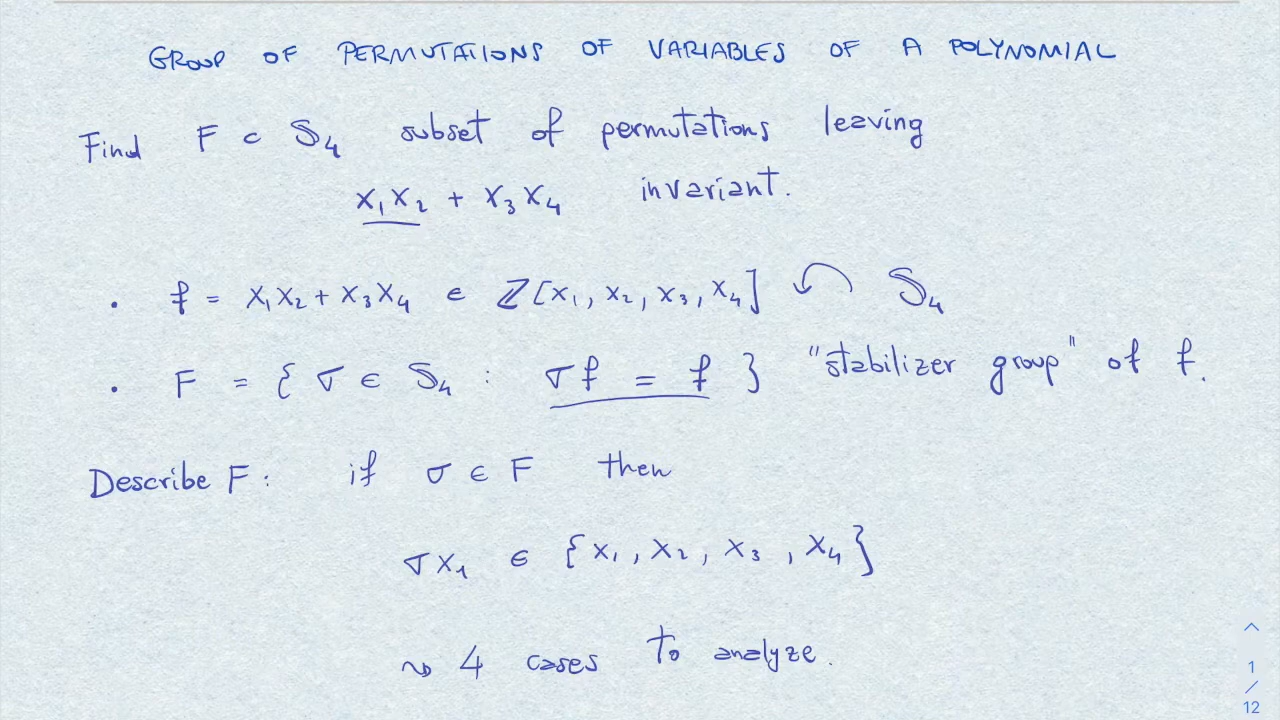 GROUP OF PERMUTATIONS OF VARIABLES OF A POLYNOMIAL
Find F ⊂ S₄ subset of permutations leaving
x₁x₂ + x₃x₄ invariant.
• f = x₁x₂ + x₃x₄ ∈ ℤ[x₁, x₂, x₃, x₄] ↶ S₄
• F = { σ ∈ S₄ : σf = f } "stabilizer group" of f.
Describe F: if σ ∈ F then
σx₁ ∈ {x₁, x₂, x₃, x₄}
⇝ 4 cases to analyze.
1
/
12